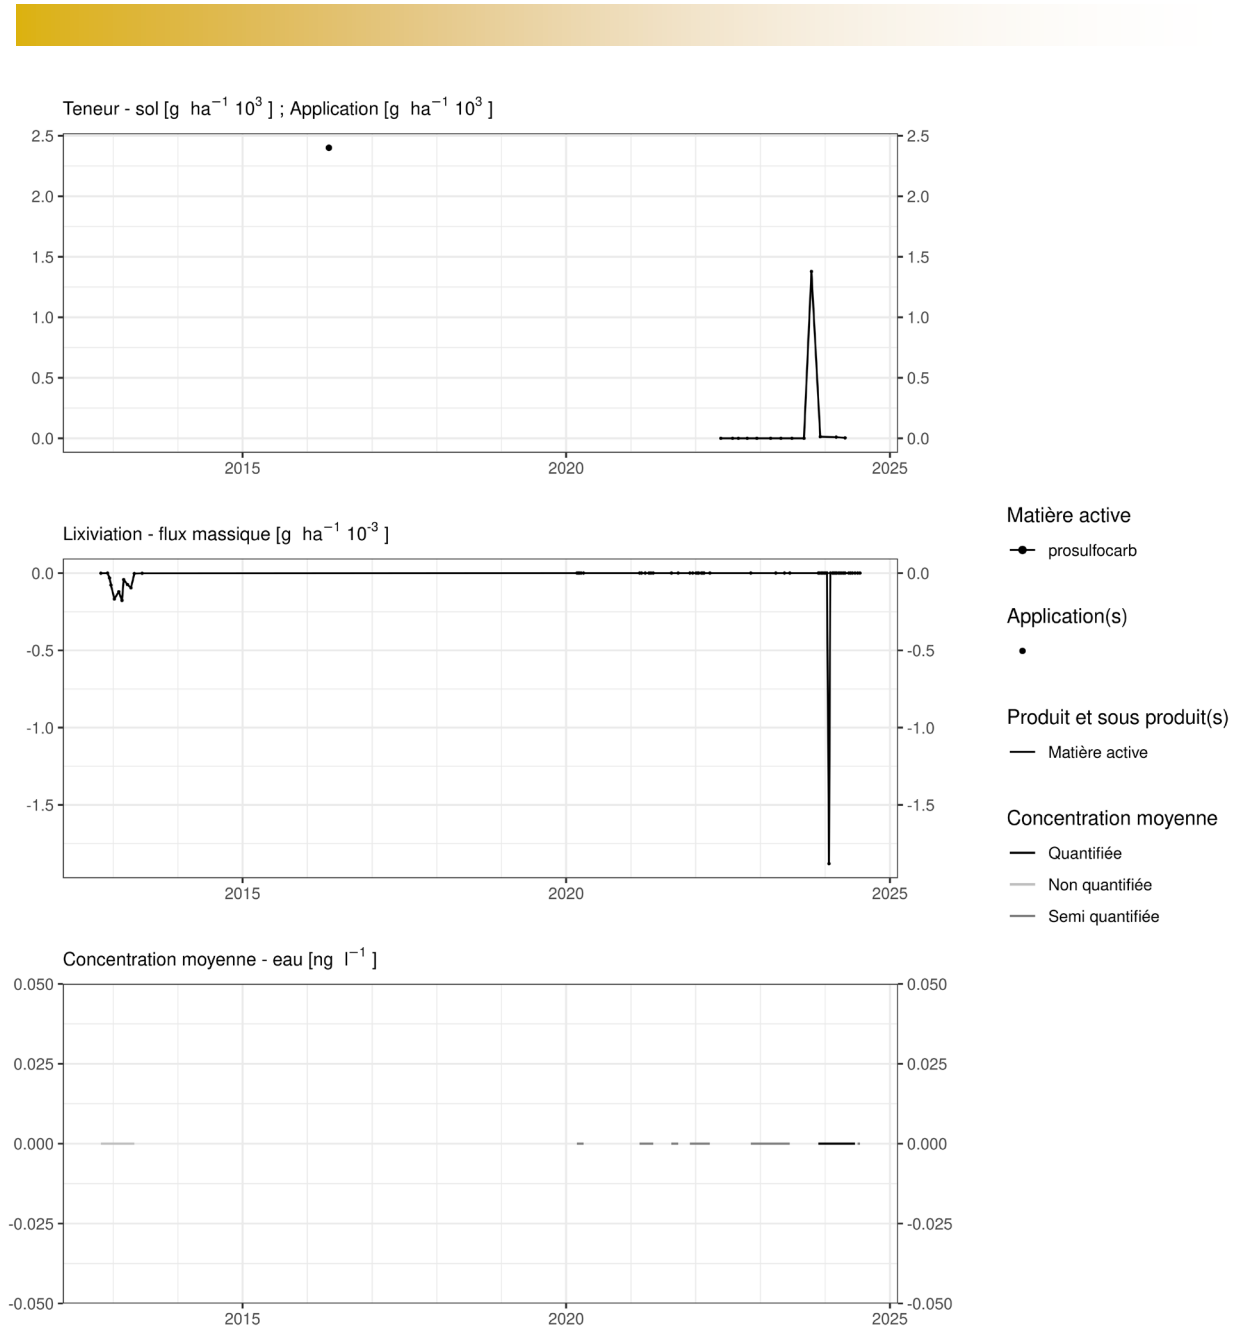 Teneur - sol [g ha⁻¹ 10³ ] ; Application [g ha⁻¹ 10³ ]
2.5 2.5
2.0 2.0
1.5 1.5
1.0 1.0
0.5 0.5
0.0 0.0
2015 2020 2025
Lixiviation - flux massique [g ha⁻¹ 10⁻³ ]
0.0 0.0
-0.5 -0.5
-1.0 -1.0
-1.5 -1.5
2015 2020 2025
Concentration moyenne - eau [ng l⁻¹ ]
0.050 0.050
0.025 0.025
0.000 0.000
-0.025 -0.025
-0.050 -0.050
2015 2020 2025
Matière active
prosulfocarb
Application(s)
Produit et sous produit(s)
Matière active
Concentration moyenne
Quantifiée
Non quantifiée
Semi quantifiée